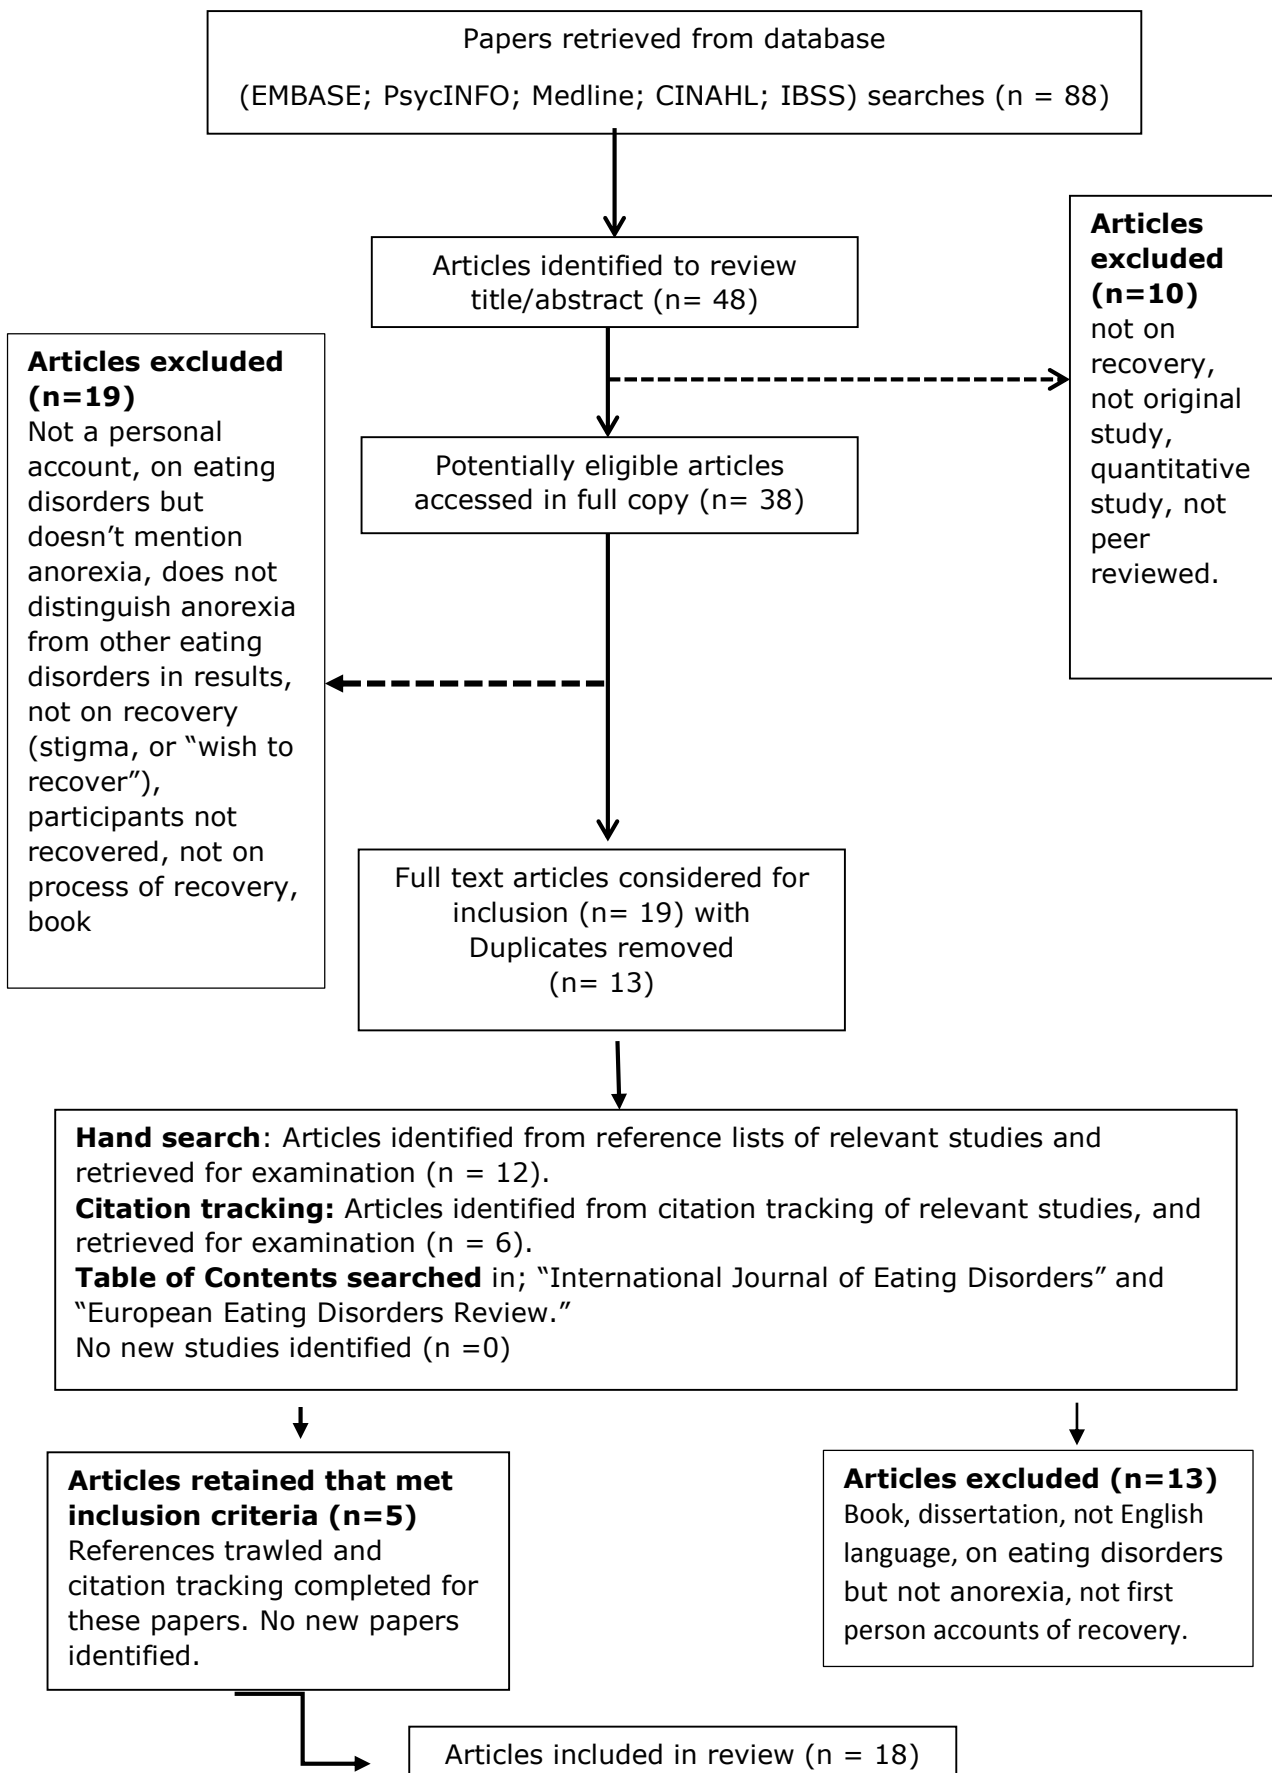 Papers retrieved from database
(EMBASE; PsycINFO; Medline; CINAHL; IBSS) searches (n = 88)
Articles identified to review
title/abstract (n= 48)
Articles
excluded
(n=10)
not on
recovery,
not original
study,
quantitative
study, not
peer
reviewed.
Articles excluded
(n=19)
Not a personal
account, on eating
disorders but
doesn’t mention
anorexia, does not
distinguish anorexia
from other eating
disorders in results,
not on recovery
(stigma, or “wish to
recover”),
participants not
recovered, not on
process of recovery,
book
Potentially eligible articles
accessed in full copy (n= 38)
Full text articles considered for
inclusion (n= 19) with
Duplicates removed
(n= 13)
Hand search: Articles identified from reference lists of relevant studies and
retrieved for examination (n = 12).
Citation tracking: Articles identified from citation tracking of relevant studies, and
retrieved for examination (n = 6).
Table of Contents searched in; “International Journal of Eating Disorders” and
“European Eating Disorders Review.”
No new studies identified (n =0)
Articles retained that met
inclusion criteria (n=5)
References trawled and
citation tracking completed for
these papers. No new papers
identified.
Articles excluded (n=13)
Book, dissertation, not English
language, on eating disorders
but not anorexia, not first
person accounts of recovery.
Articles included in review (n = 18)